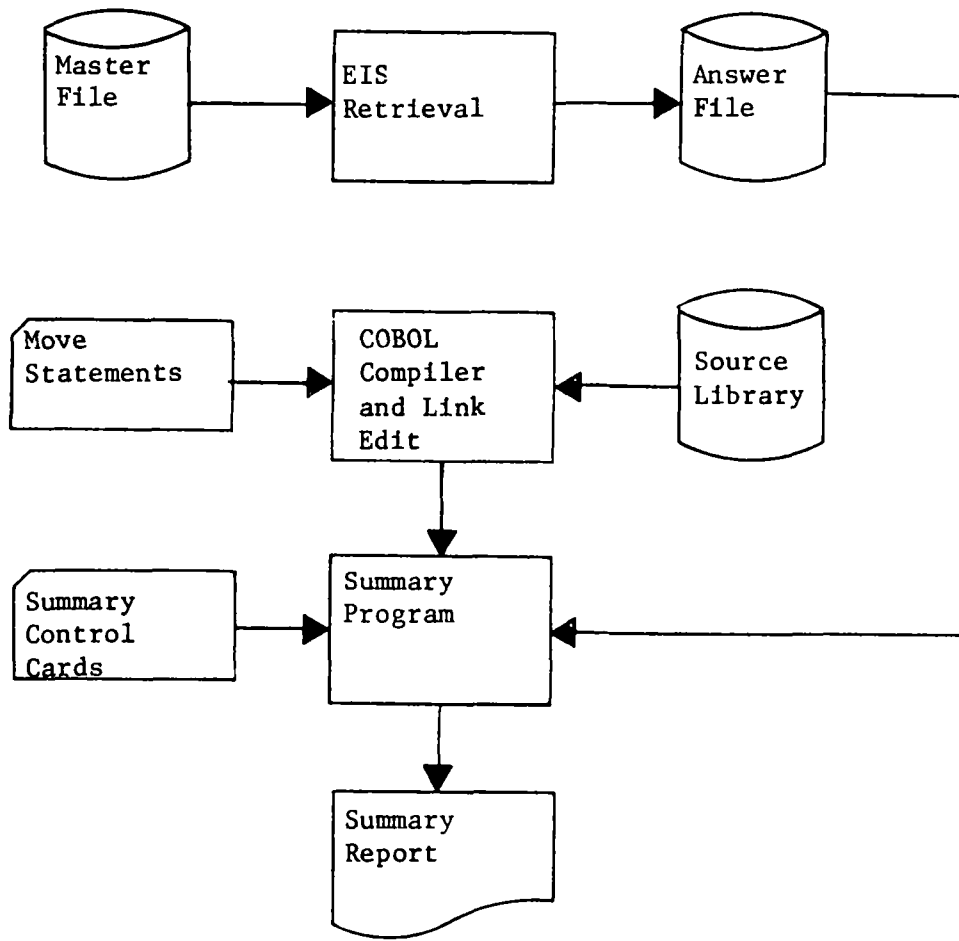 Master
File
EIS
Retrieval
Answer
File
Move
Statements
COBOL
Compiler
and Link
Edit
Source
Library
Summary
Control
Cards
Summary
Program
Summary
Report